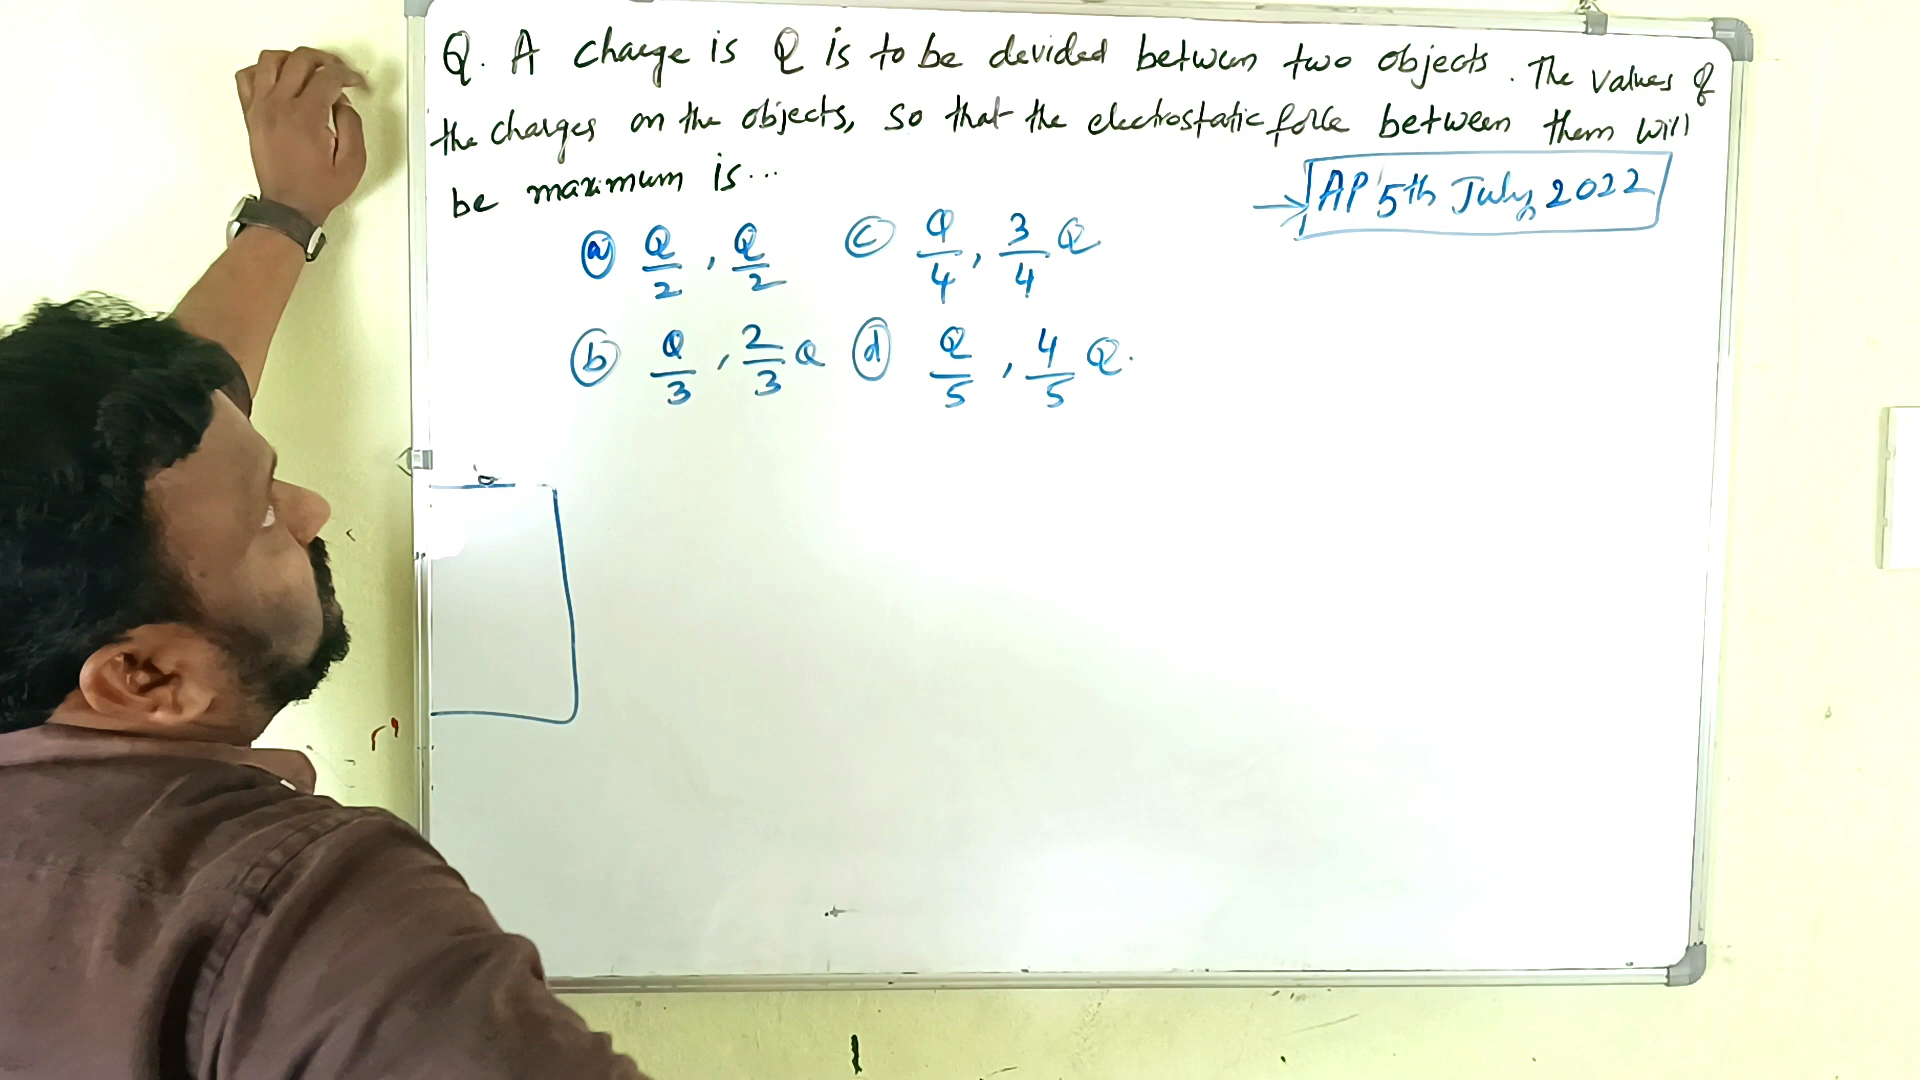 Q. A charge is Q is to be devided between two objects. The values of
the charges on the objects, so that the electrostatic force between them will
be maximum is...
→ AP 5th July 2022
(a) Q/2 , Q/2 (c) Q/4 , 3/4 Q
(b) Q/3 , 2/3 Q (d) Q/5 , 4/5 Q.